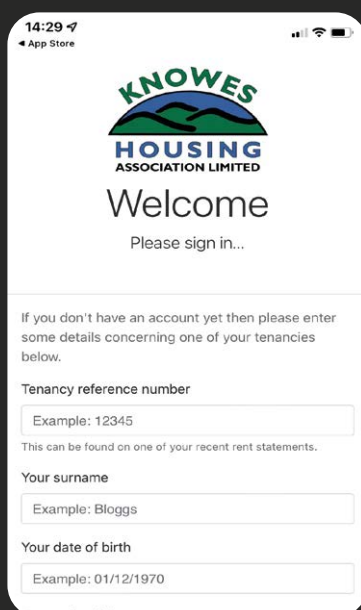 14:29
◀ App Store
KNOWES
HOUSING
ASSOCIATION LIMITED
Welcome
Please sign in...
If you don't have an account yet then please enter
some details concerning one of your tenancies
below.
Tenancy reference number
Example: 12345
This can be found on one of your recent rent statements.
Your surname
Example: Bloggs
Your date of birth
Example: 01/12/1970